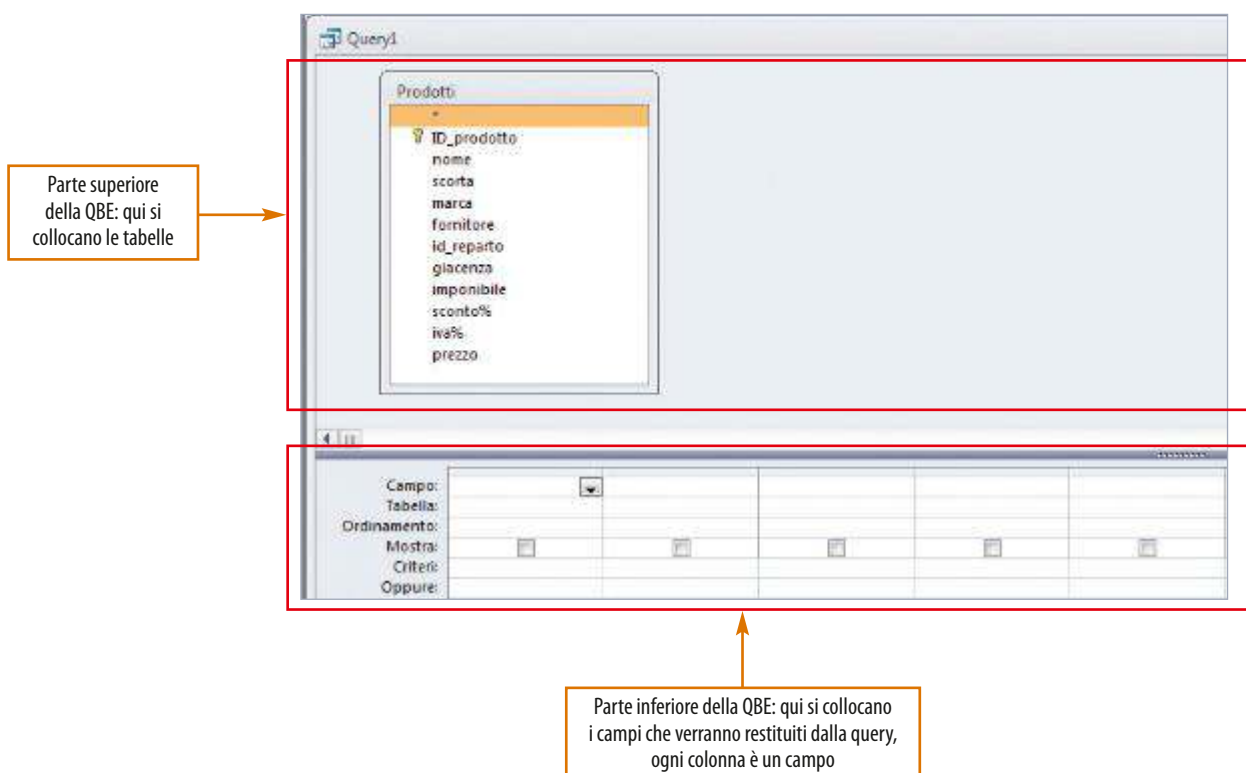 Query1
Prodotti
*
ID_prodotto
nome
scorta
marca
fornitore
id_reparto
giacenza
imponibile
sconto%
iva%
prezzo
Parte superiore
della QBE: qui si
collocano le tabelle
Campo:
Tabella:
Ordinamento:
Mostra:
Criteri:
Oppure:
Parte inferiore della QBE: qui si collocano
i campi che verranno restituiti dalla query,
ogni colonna è un campo